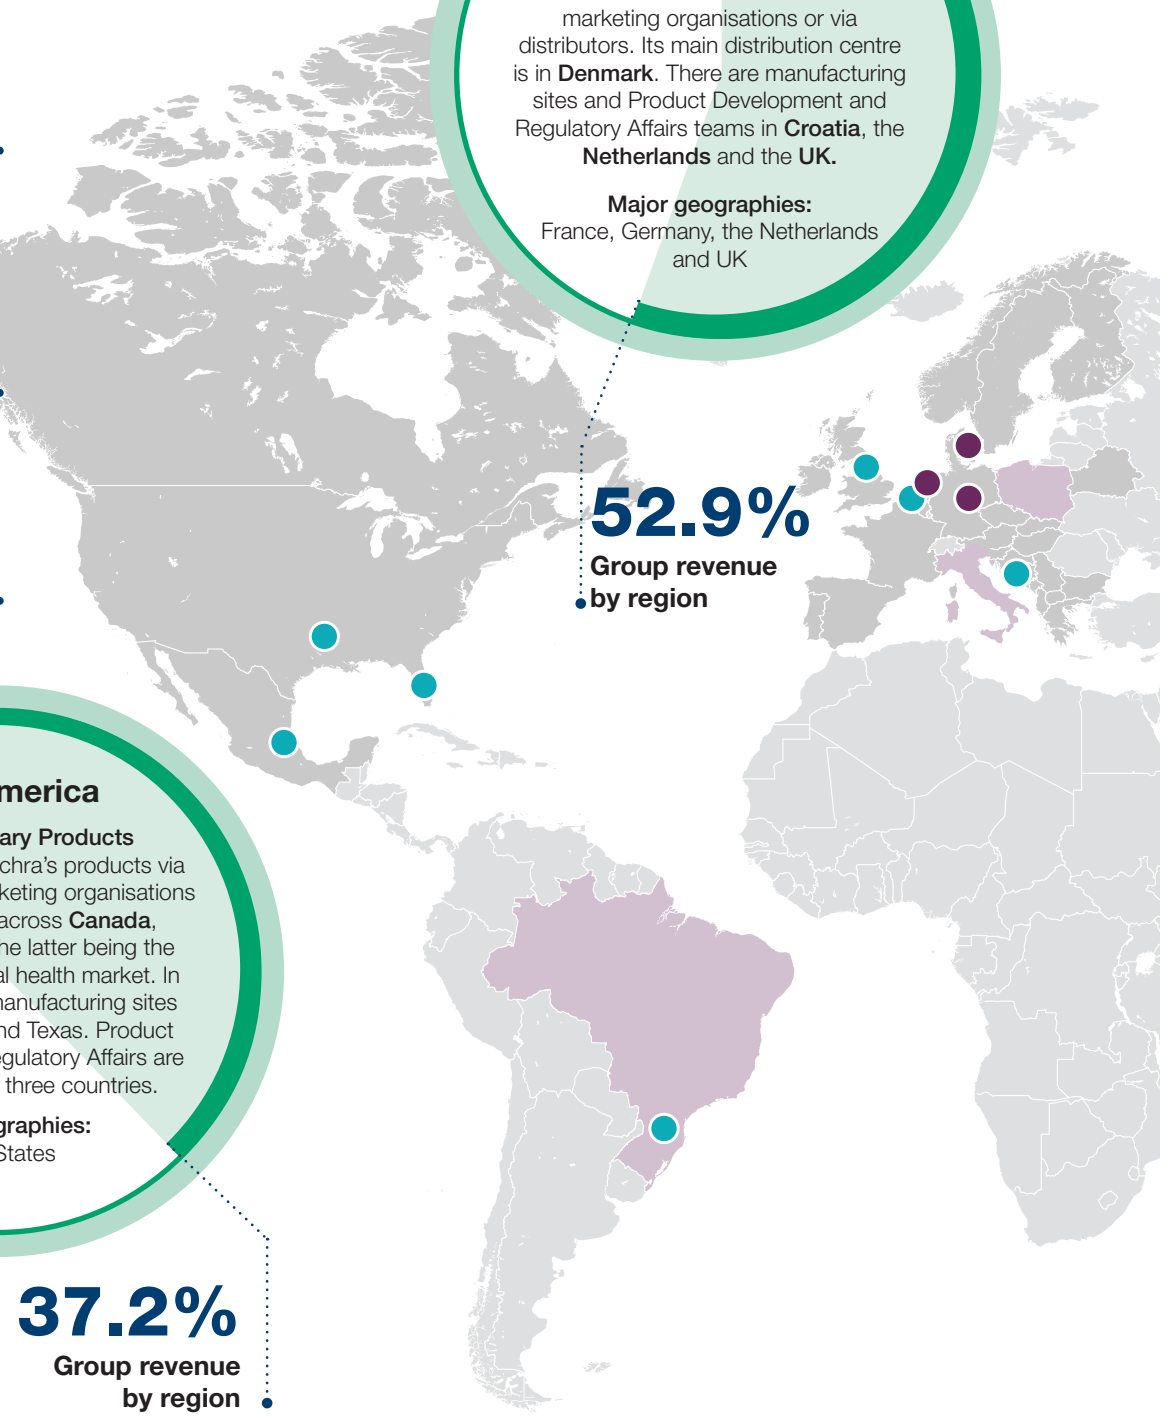 marketing organisations or via
distributors. Its main distribution centre
is in Denmark. There are manufacturing
sites and Product Development and
Regulatory Affairs teams in Croatia, the
Netherlands and the UK.
Major geographies:
France, Germany, the Netherlands
and UK
52.9%
Group revenue
by region
merica
ary Products
chra’s products via
keting organisations
across Canada,
he latter being the
al health market. In
manufacturing sites
nd Texas. Product
egulatory Affairs are
three countries.
graphies:
States
37.2%
Group revenue
by region